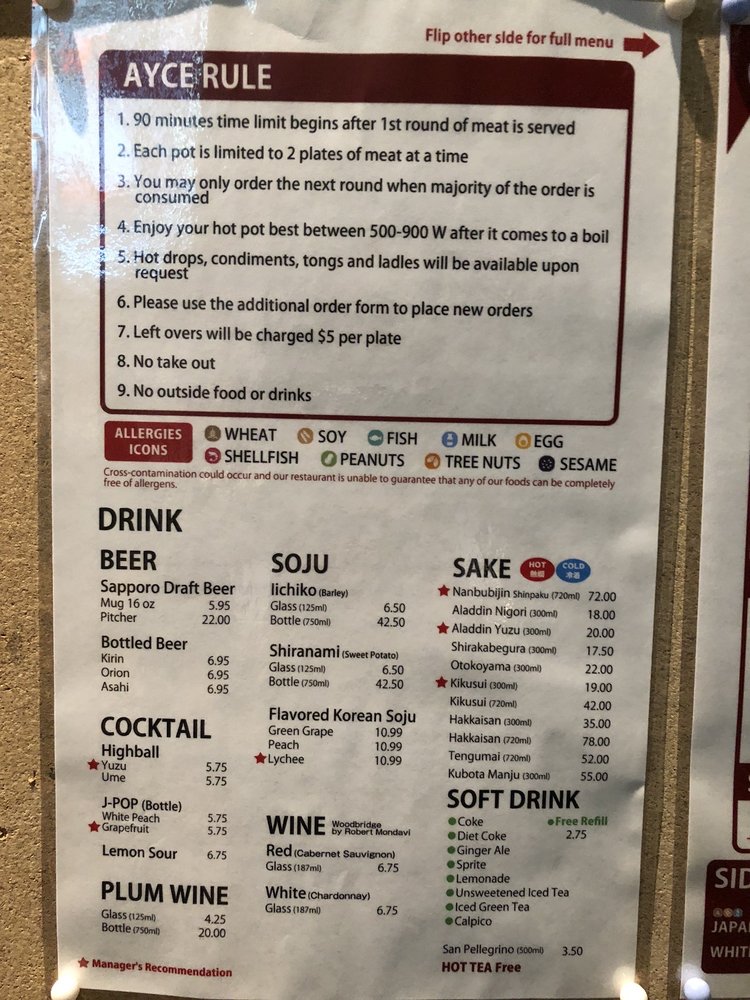 Flip other side for full menu
AYCE RULE
1. 90 minutes time limit begins after 1st round of meat is served
2. Each pot is limited to 2 plates of meat at a time
3. You may only order the next round when majority of the order is
consumed
4. Enjoy your hot pot best between 500-900 W after it comes to a boil
5. Hot drops, condiments, tongs and ladles will be available upon
request
6. Please use the additional order form to place new orders
7. Left overs will be charged $5 per plate
8. No take out
9. No outside food or drinks
ALLERGIES
ICONS
WHEAT SOY FISH MILK EGG
SHELLFISH PEANUTS TREE NUTS SESAME
Cross-contamination could occur and our restaurant is unable to guarantee that any of our foods can be completely
free of allergens.
DRINK
BEER
Sapporo Draft Beer
Mug 16 oz 5.95
Pitcher 22.00
Bottled Beer
Kirin 6.95
Orion 6.95
Asahi 6.95
COCKTAIL
Highball
Yuzu 5.75
Ume 5.75
J-POP (Bottle)
White Peach 5.75
Grapefruit 5.75
Lemon Sour 6.75
PLUM WINE
Glass (125ml) 4.25
Bottle (750ml) 20.00
Manager's Recommendation
SOJU
Iichiko (Barley)
Glass (125ml) 6.50
Bottle (750ml) 42.50
Shiranami (Sweet Potato)
Glass (125ml) 6.50
Bottle (750ml) 42.50
Flavored Korean Soju
Green Grape 10.99
Peach 10.99
Lychee 10.99
WINE Woodbridge
by Robert Mondavi
Red (Cabernet Sauvignon)
Glass (187ml) 6.75
White (Chardonnay)
Glass (187ml) 6.75
SAKE HOT COLD
Nanbubijin Shinpaku (720ml) 72.00
Aladdin Nigori (300ml) 18.00
Aladdin Yuzu (300ml) 20.00
Shirakabegura (300ml) 17.50
Otokoyama (300ml) 22.00
Kikusui (300ml) 19.00
Kikusui (720ml) 42.00
Hakkaisan (300ml) 35.00
Hakkaisan (720ml) 78.00
Tengumai (720ml) 52.00
Kubota Manju (300ml) 55.00
SOFT DRINK
Coke Free Refill
Diet Coke 2.75
Ginger Ale
Sprite
Lemonade
Unsweetened Iced Tea
Iced Green Tea
Calpico
San Pellegrino (500ml) 3.50
HOT TEA Free